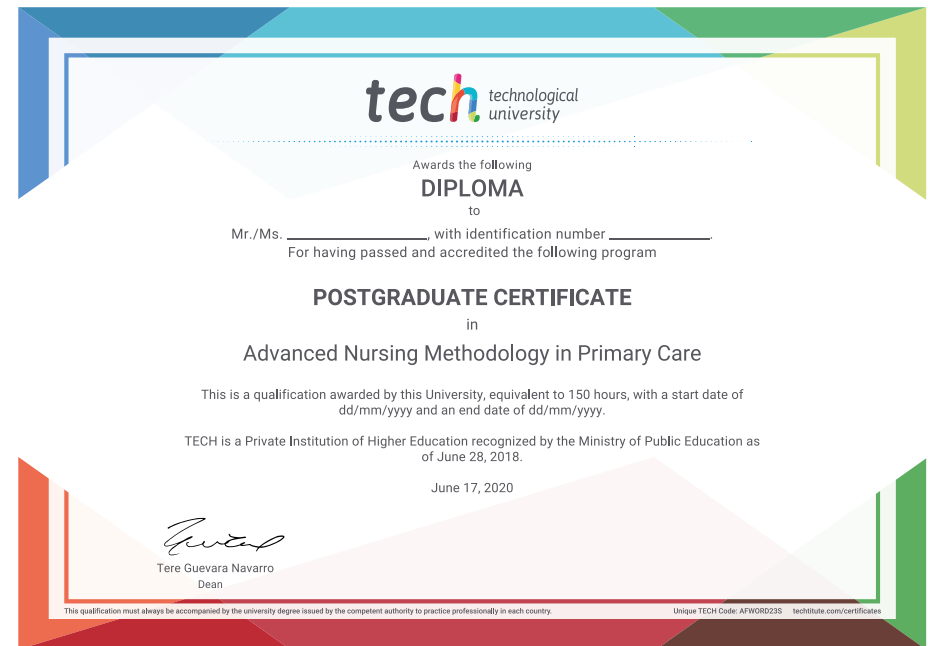 tech technological
university
Awards the following
DIPLOMA
to
Mr./Ms. ____________________, with identification number ______________.
For having passed and accredited the following program
POSTGRADUATE CERTIFICATE
in
Advanced Nursing Methodology in Primary Care
This is a qualification awarded by this University, equivalent to 150 hours, with a start date of
dd/mm/yyyy and an end date of dd/mm/yyyy.
TECH is a Private Institution of Higher Education recognized by the Ministry of Public Education as
of June 28, 2018.
June 17, 2020
Tere Guevara Navarro
Dean
This qualification must always be accompanied by the university degree issued by the competent authority to practice professionally in each country.
Unique TECH Code: AFWORD23S techtitute.com/certificates